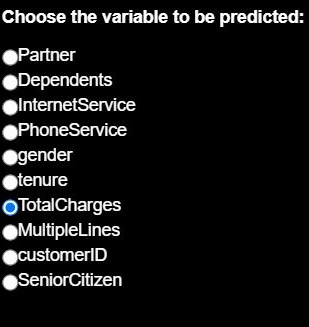 Choose the variable to be predicted:
Partner
Dependents
InternetService
PhoneService
gender
tenure
TotalCharges
MultipleLines
customerID
SeniorCitizen